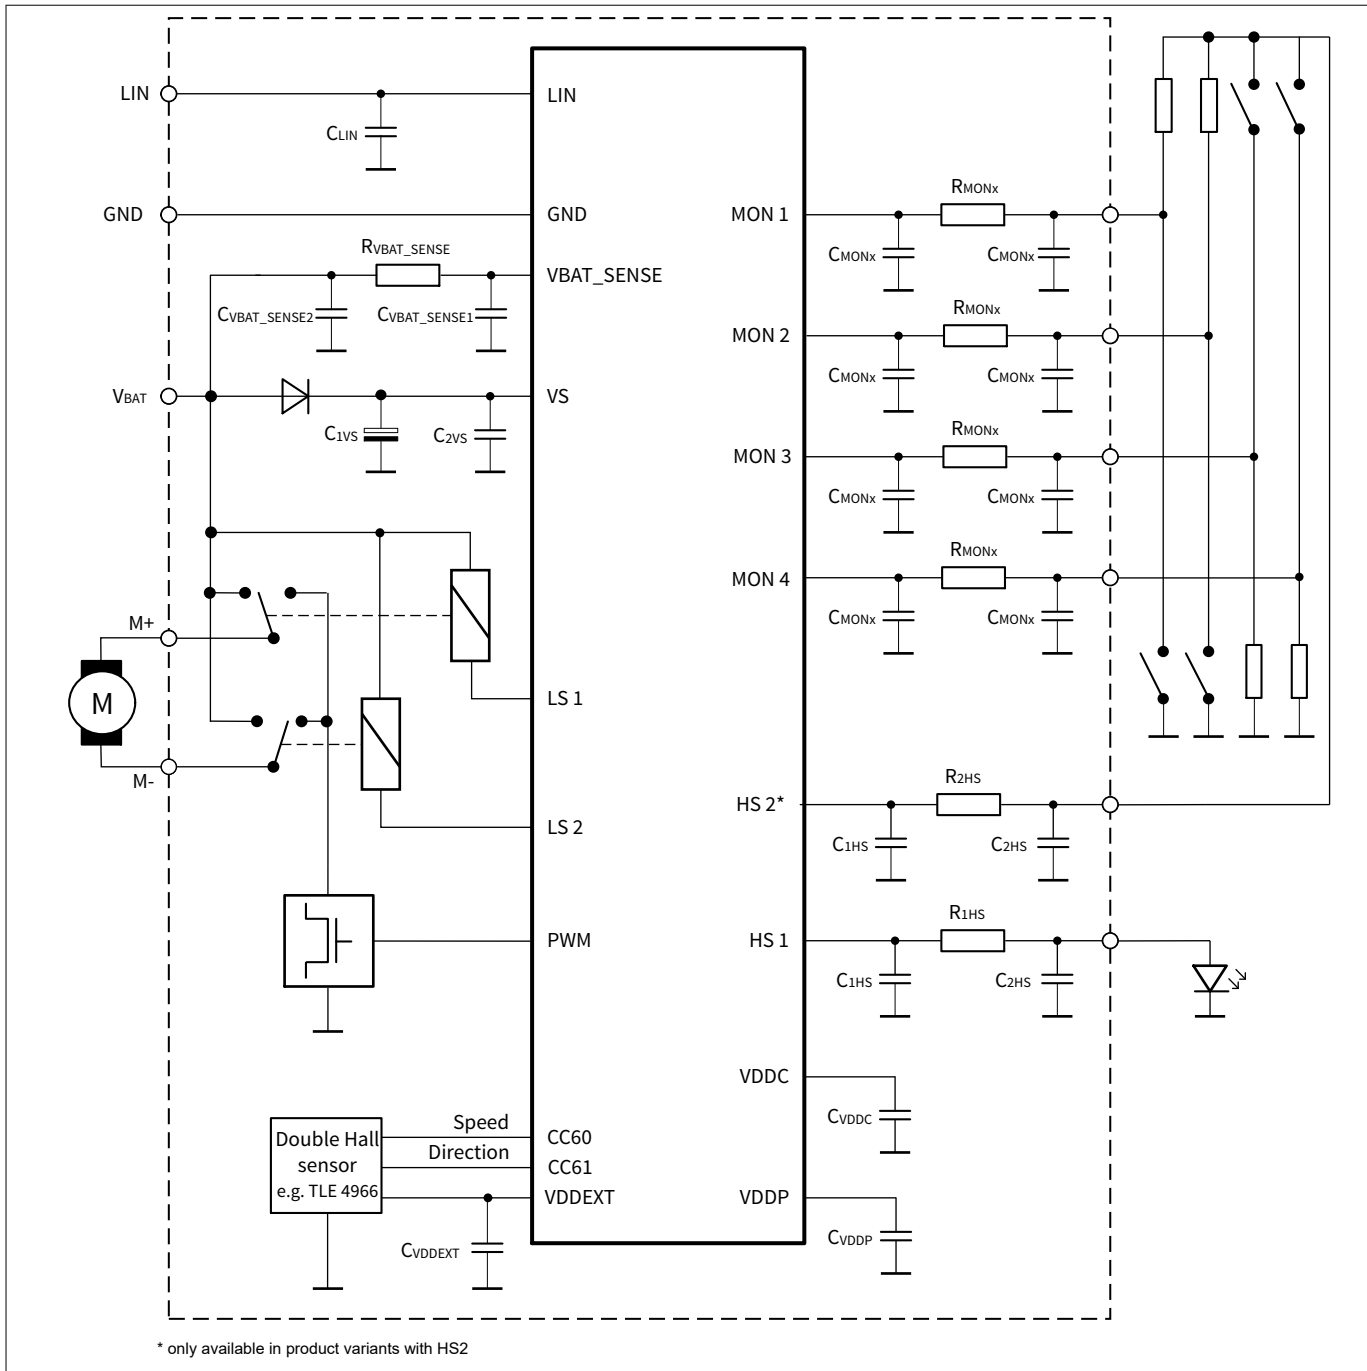 LIN
LIN
CLIN
GND
GND
MON 1
RMONx
CMONx
CMONx
RVBAT_SENSE
VBAT_SENSE
CVBAT_SENSE2
CVBAT_SENSE1
MON 2
RMONx
CMONx
CMONx
VBAT
VS
C1VS
C2VS
MON 3
RMONx
CMONx
CMONx
MON 4
RMONx
CMONx
CMONx
M+
M
M-
LS 1
LS 2
HS 2*
R2HS
C1HS
C2HS
PWM
HS 1
R1HS
C1HS
C2HS
VDDC
CVDDC
Double Hall
sensor
e.g. TLE 4966
Speed
Direction
CC60
CC61
VDDEXT
CVDDEXT
VDDP
CVDDP
* only available in product variants with HS2